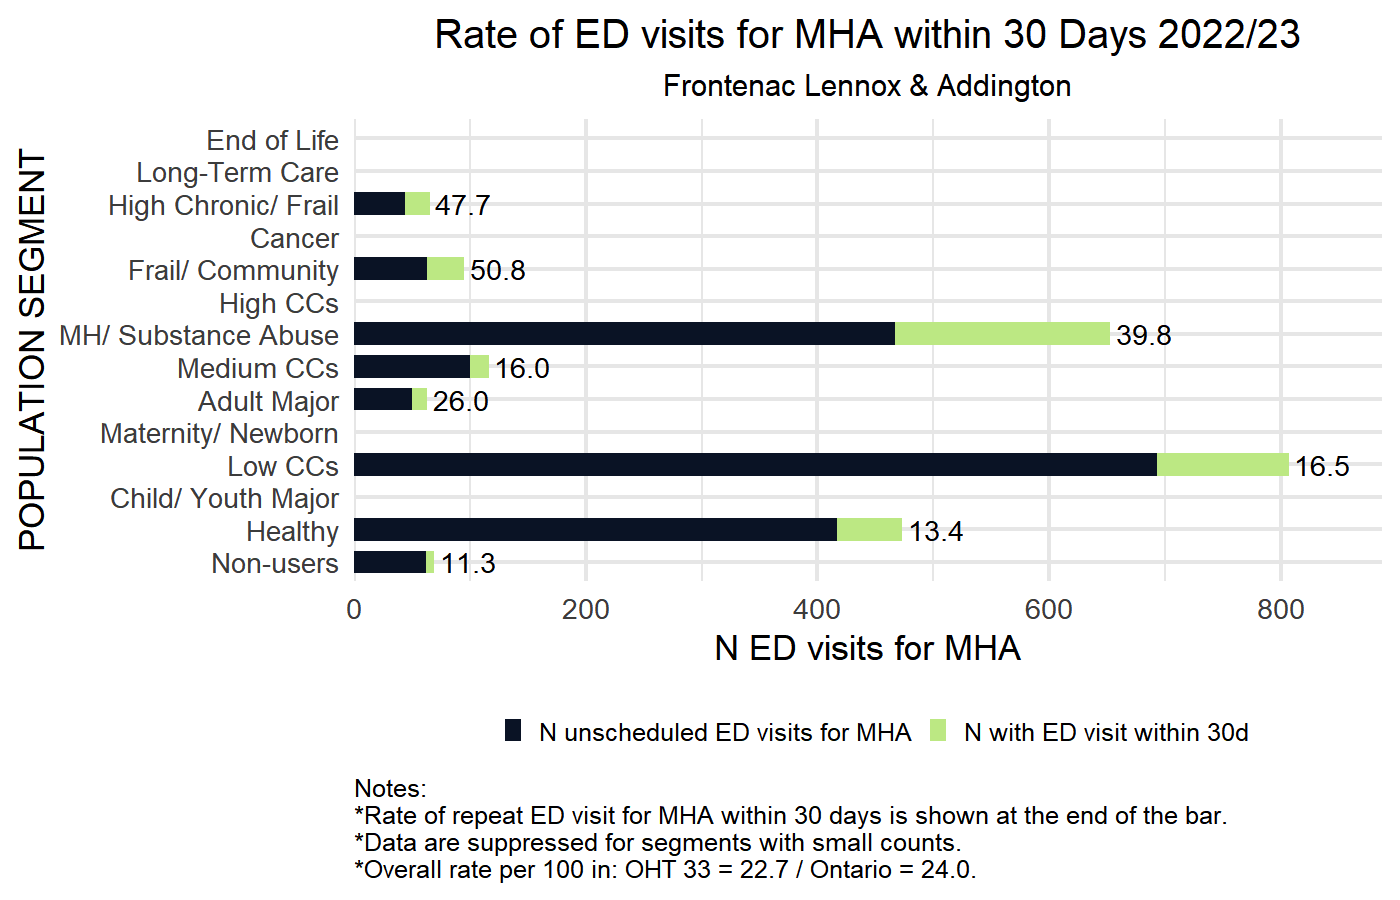 Rate of ED visits for MHA within 30 Days 2022/23
Frontenac Lennox & Addington
POPULATION SEGMENT
End of Life
Long-Term Care
High Chronic/ Frail 47.7
Cancer
Frail/ Community 50.8
High CCs
MH/ Substance Abuse 39.8
Medium CCs 16.0
Adult Major 26.0
Maternity/ Newborn
Low CCs 16.5
Child/ Youth Major
Healthy 13.4
Non-users 11.3
0 200 400 600 800
N ED visits for MHA
N unscheduled ED visits for MHA N with ED visit within 30d
Notes:
*Rate of repeat ED visit for MHA within 30 days is shown at the end of the bar.
*Data are suppressed for segments with small counts.
*Overall rate per 100 in: OHT 33 = 22.7 / Ontario = 24.0.